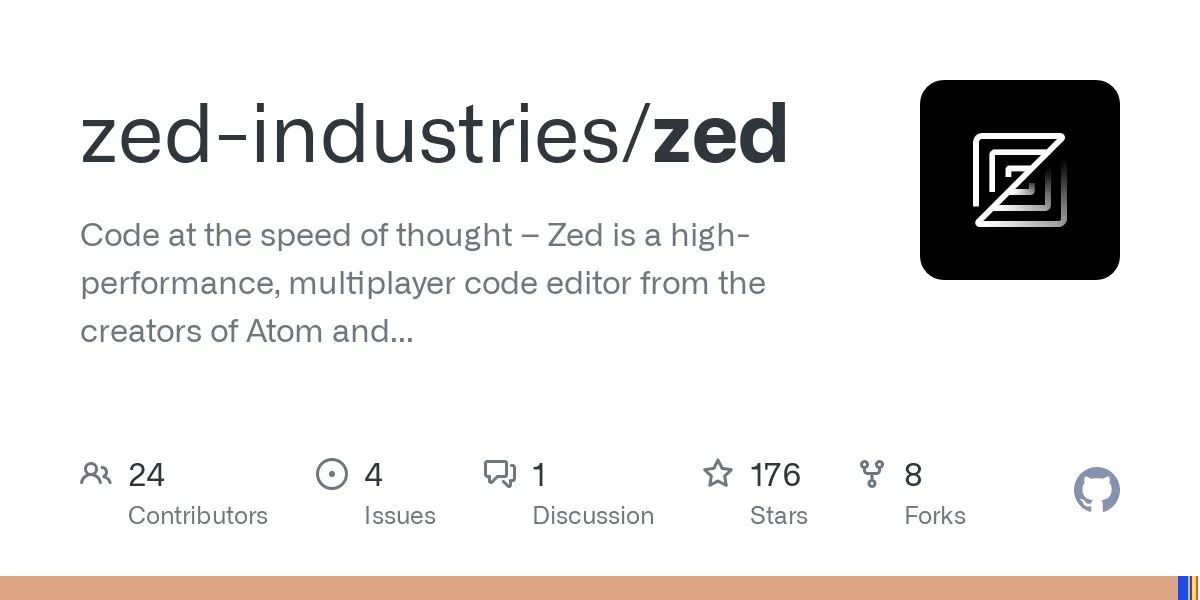 zed-industries/zed
Code at the speed of thought – Zed is a high-
performance, multiplayer code editor from the
creators of Atom and...
24 4 1 176 8
Contributors Issues Discussion Stars Forks